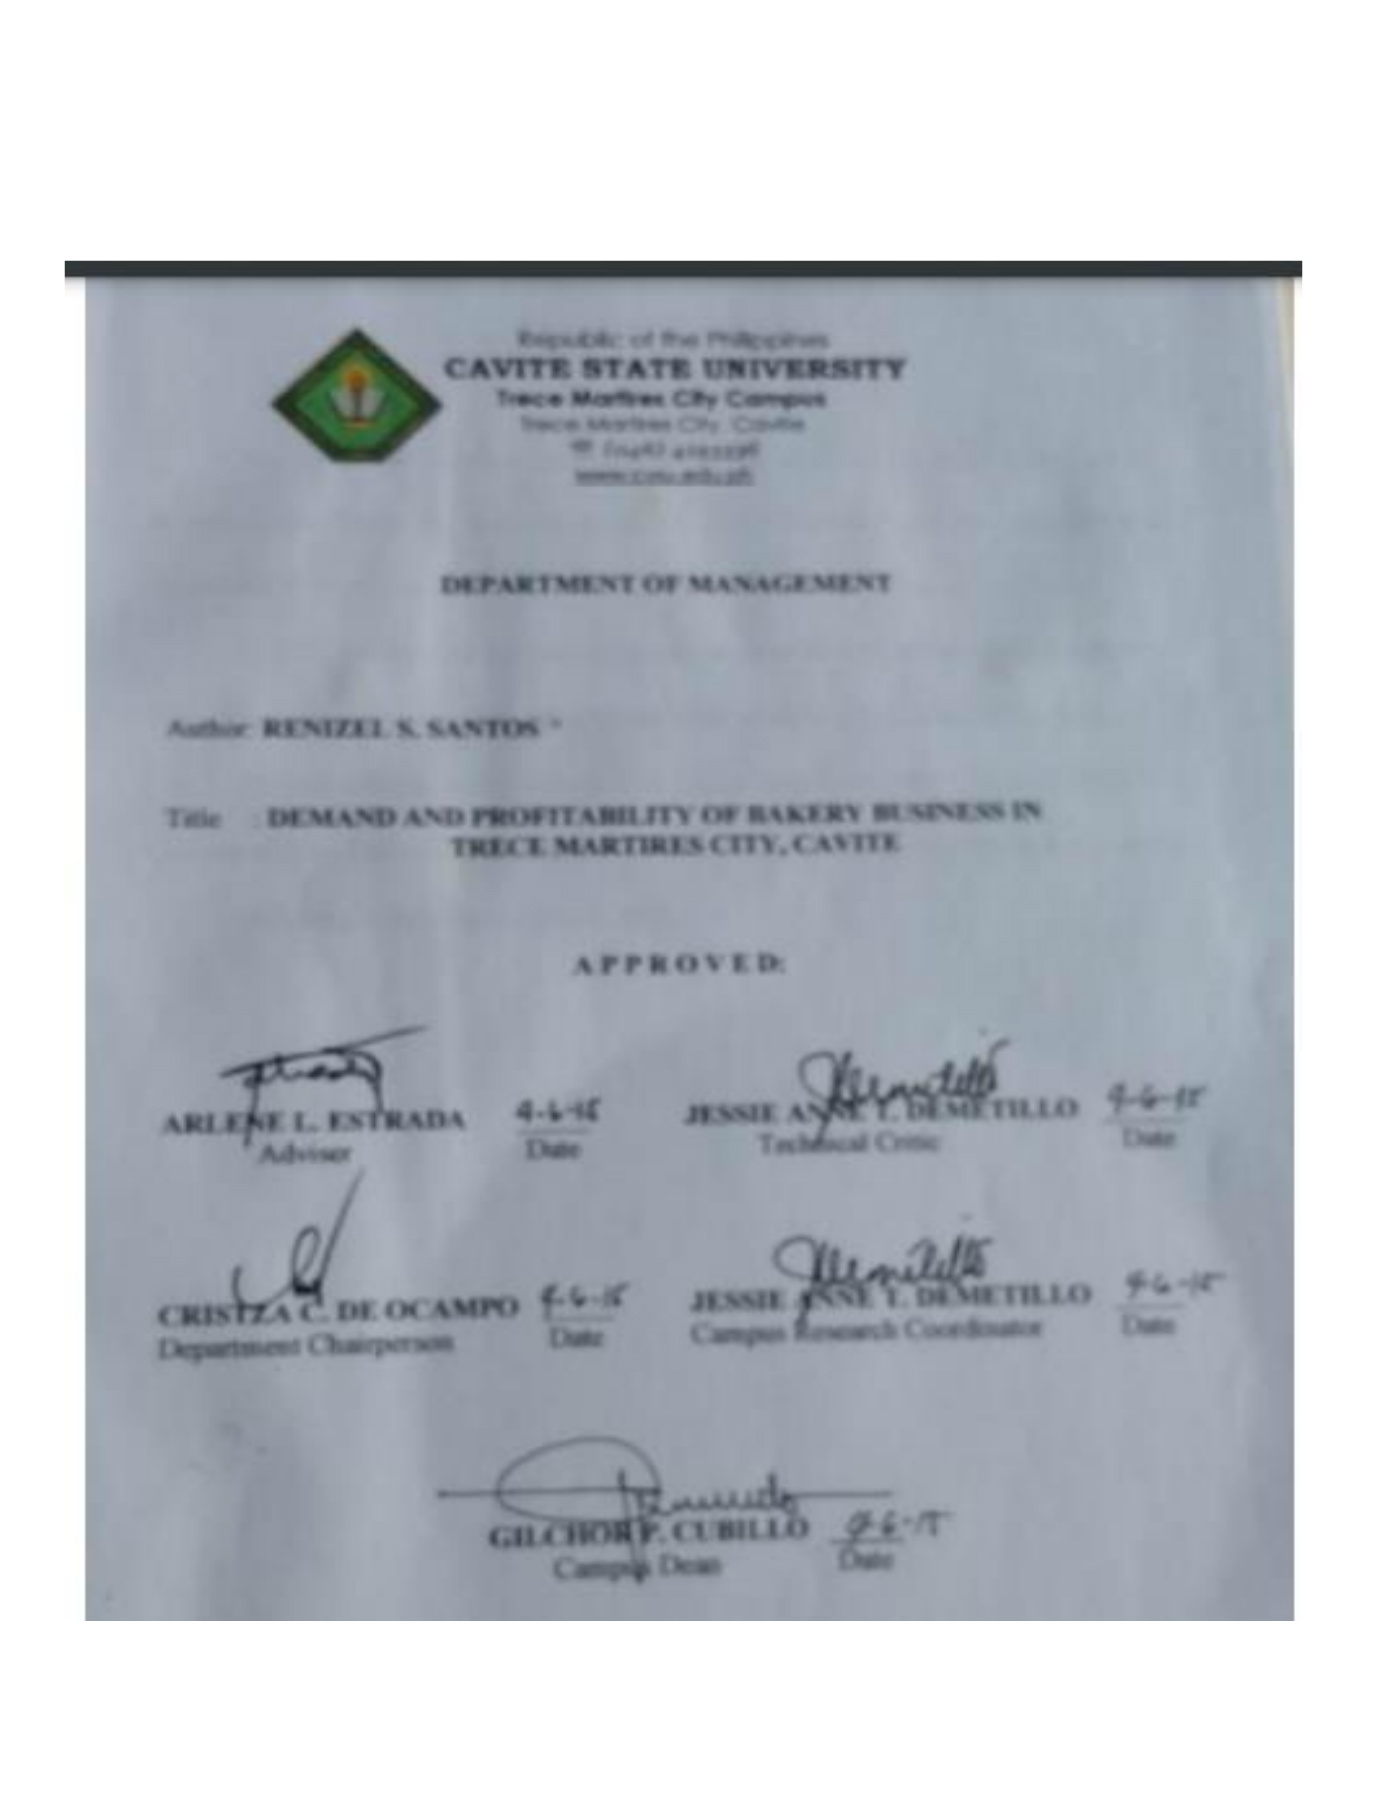 Republic of the Philippines
CAVITE STATE UNIVERSITY
Trece Martires City Campus
Trece Martires City, Cavite
www.cvsu.edu.ph
DEPARTMENT OF MANAGEMENT
Author: RENIZEL S. SANTOS
Title : DEMAND AND PROFITABILITY OF BAKERY BUSINESS IN
TRECE MARTIRES CITY, CAVITE
A P P R O V E D:
ARLENE L. ESTRADA 4-6-15 JESSIE ANNE T. DEMETILLO 4-6-15
Adviser Date Technical Critic Date
CRISTZA C. DE OCAMPO 4-6-15 JESSIE ANNE T. DEMETILLO 4-6-15
Department Chairperson Date Campus Research Coordinator Date
GILCHOR P. CUBILLO 4-6-15
Campus Dean Date